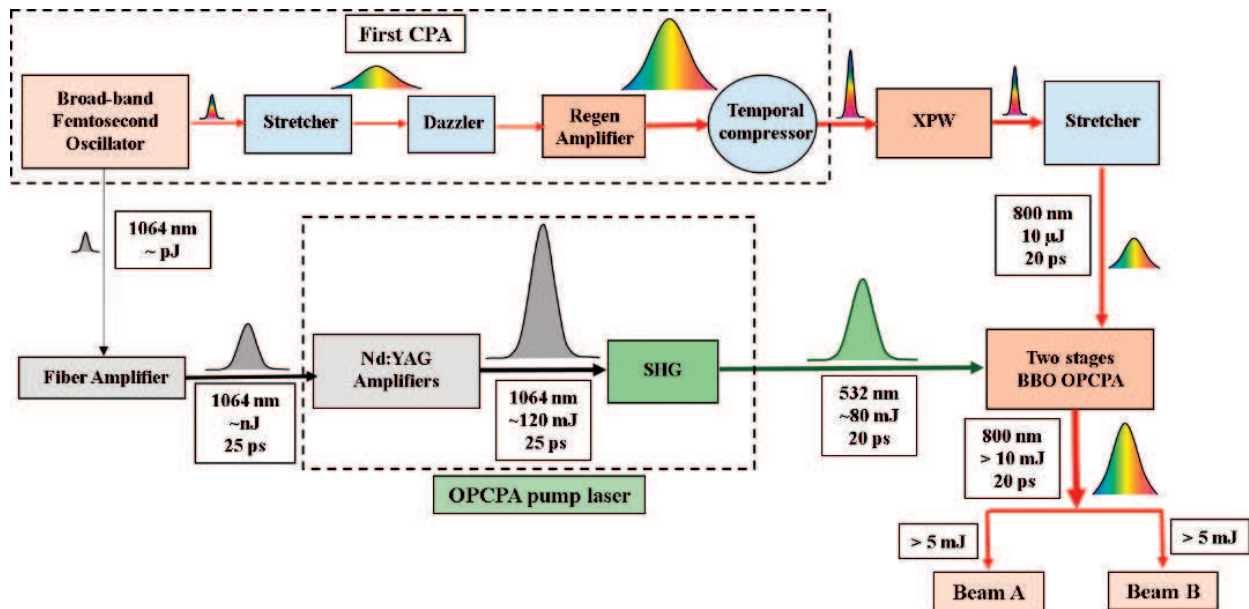 First CPA
Broad-band
Femtosecond
Oscillator
Stretcher
Dazzler
Regen
Amplifier
Temporal
compressor
XPW
Stretcher
1064 nm
~ pJ
800 nm
10 μJ
20 ps
Fiber Amplifier
1064 nm
~nJ
25 ps
Nd:YAG
Amplifiers
1064 nm
~120 mJ
25 ps
SHG
532 nm
~80 mJ
20 ps
Two stages
BBO OPCPA
OPCPA pump laser
800 nm
> 10 mJ
20 ps
> 5 mJ
> 5 mJ
Beam A
Beam B